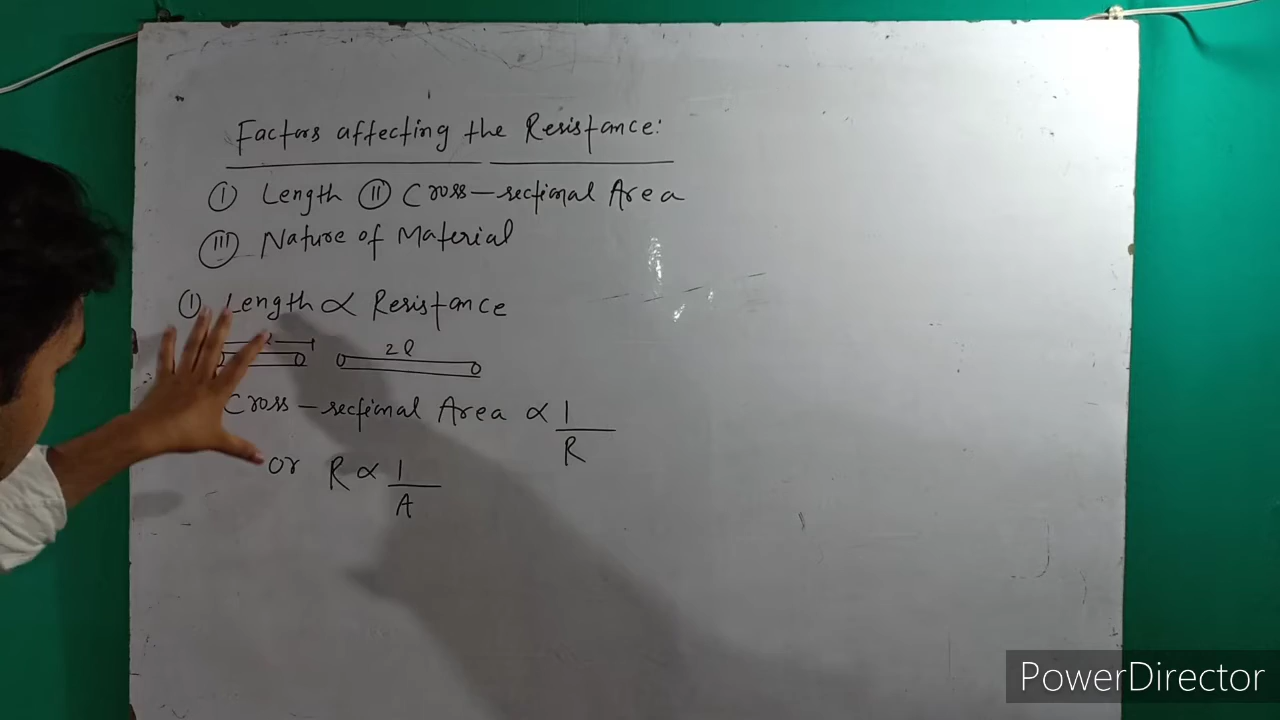 Factors affecting the Resistance:
(I) Length (II) Cross-sectional Area
(III) Nature of Material
(I) Length ∝ Resistance
l 2l
Cross-sectional Area ∝ 1/R
or R ∝ 1/A
PowerDirector